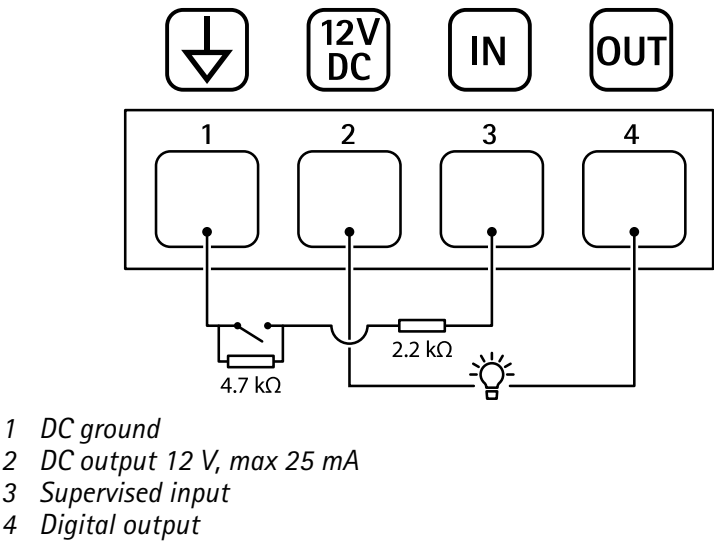 12V DC IN OUT
1 2 3 4
2.2 kΩ
4.7 kΩ
1 DC ground
2 DC output 12 V, max 25 mA
3 Supervised input
4 Digital output